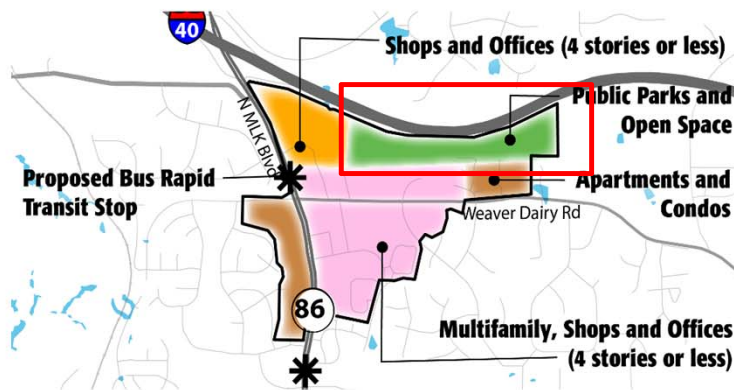 40
Shops and Offices (4 stories or less)
N MLK Blvd
Public Parks and
Open Space
Proposed Bus Rapid
Transit Stop
Apartments and
Condos
Weaver Dairy Rd
86
Multifamily, Shops and Offices
(4 stories or less)